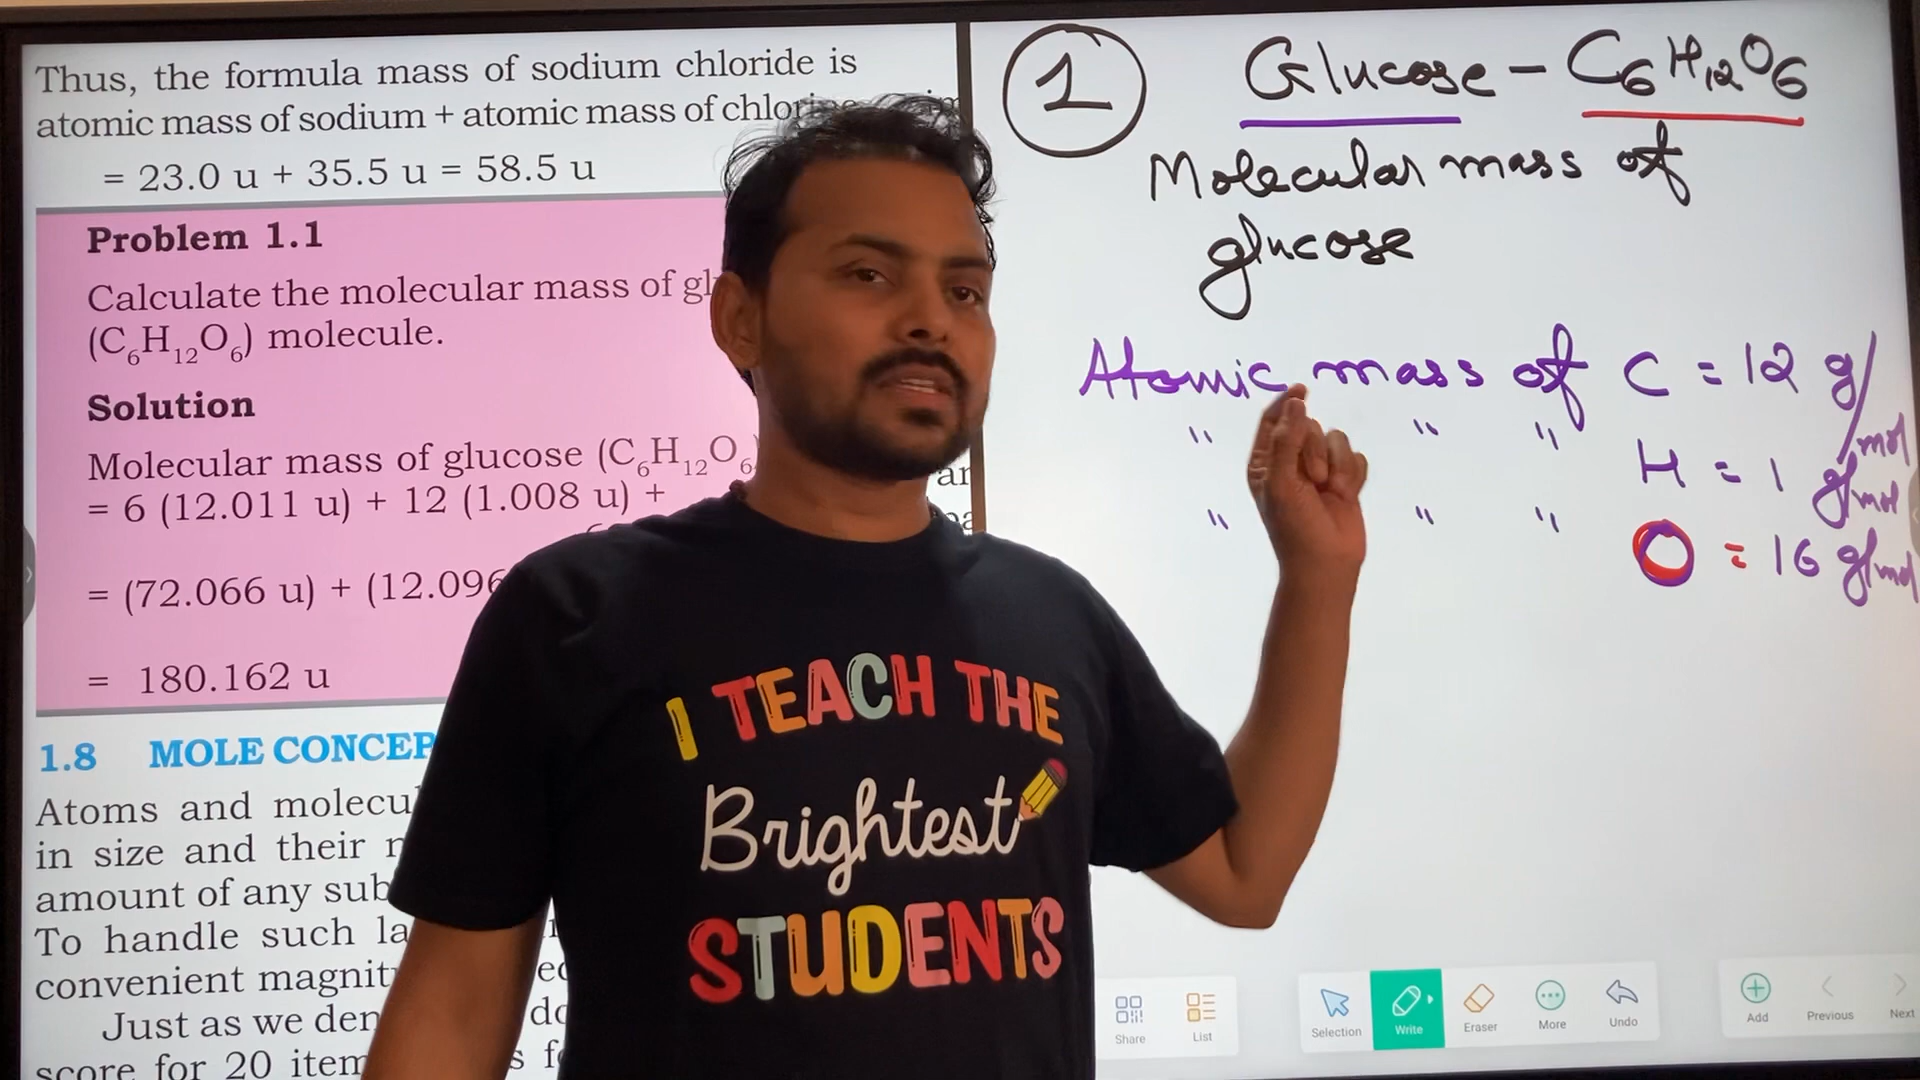 Thus, the formula mass of sodium chloride is
atomic mass of sodium + atomic mass of
= 23.0 u + 35.5 u = 58.5 u
Problem 1.1
Calculate the molecular mass of
(C₆H₁₂O₆) molecule.
Solution
Molecular mass of glucose (C₆H₁₂O₆
= 6 (12.011 u) + 12 (1.008 u) +
= (72.066 u) + (12.096
= 180.162 u
1.8 MOLE CONCEP
Atoms and molecu
in size and their
amount of any sub
To handle such la
convenient magnit
Just as we den
score for 20 item
1
Glucose - C₆H₁₂O₆
Molecular mass of
glucose
Atomic mass of C = 12 g/mol
" " " H = 1 g/mol
" " " O = 16 g/mol
I TEACH THE
Brightest
STUDENTS
Share
List
Selection
Write
Eraser
More
Undo
Add
Previous
Next